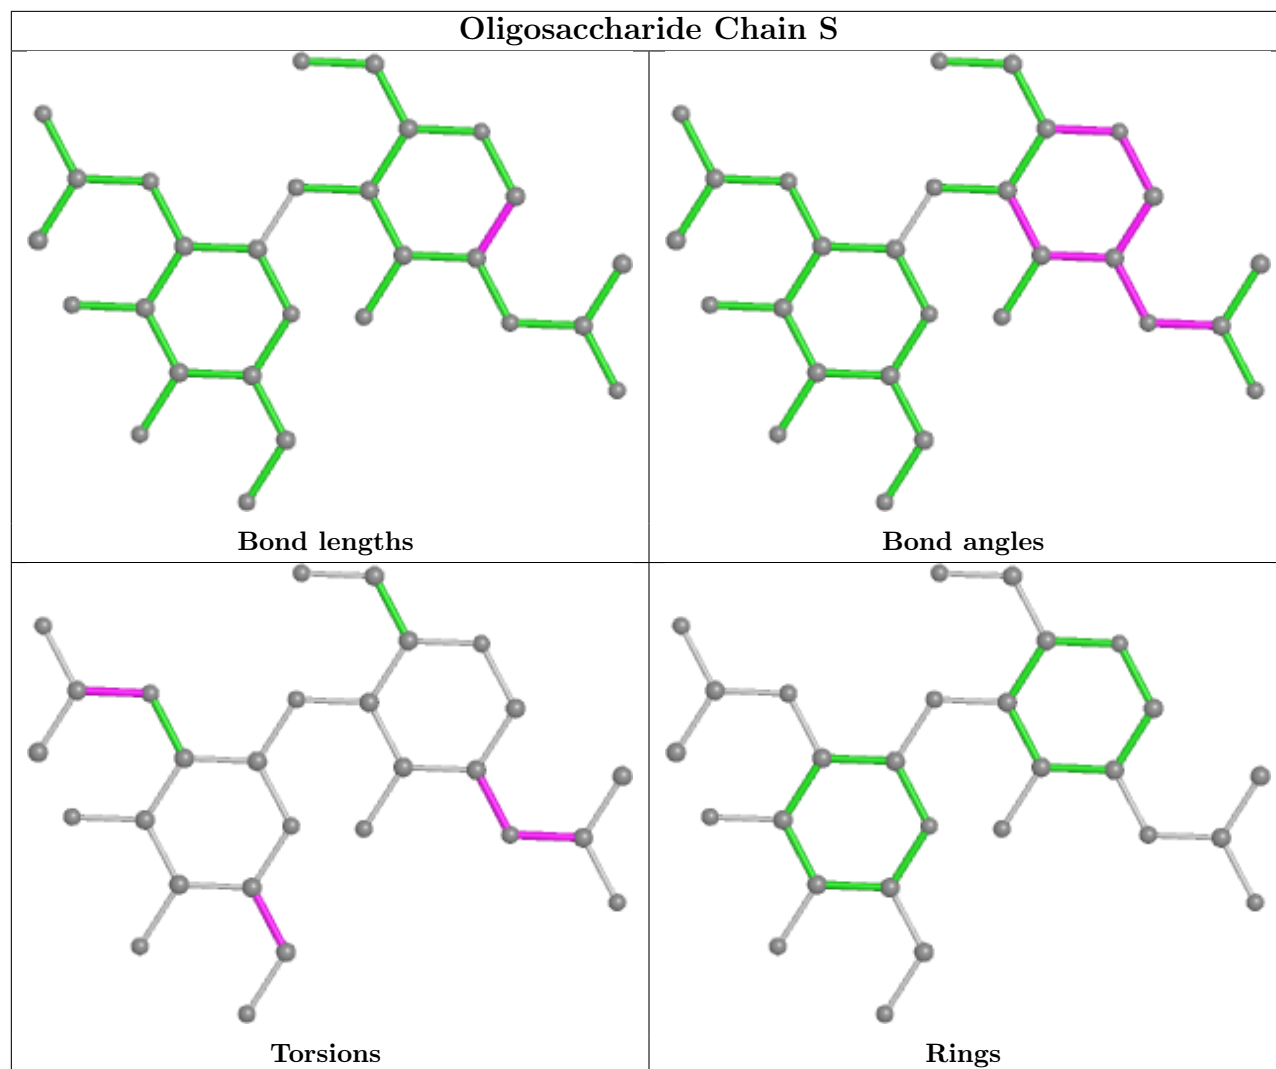 Oligosaccharide Chain S
Bond lengths
Bond angles
Torsions
Rings